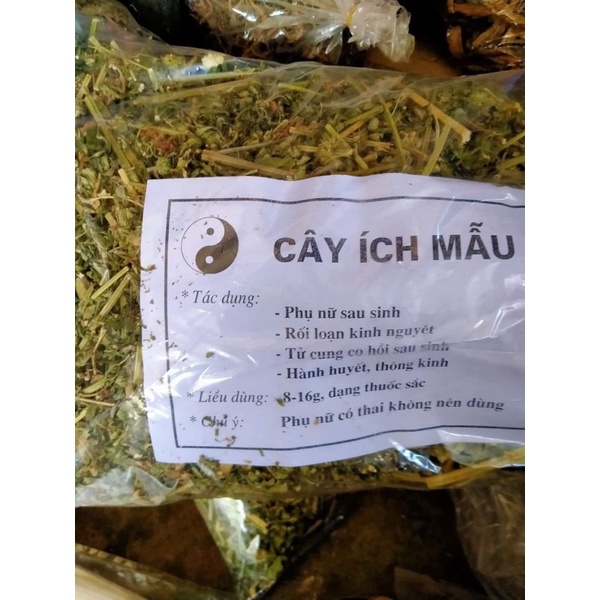 CÂY ÍCH MẪU
* Tác dụng:
- Phụ nữ sau sinh
- Rối loạn kinh nguyệt
- Tử cung co hồi sau sinh
- Hành huyết, thông kinh
* Liều dùng: 8-16g, dạng thuốc sắc
* Chú ý: Phụ nữ có thai không nên dùng